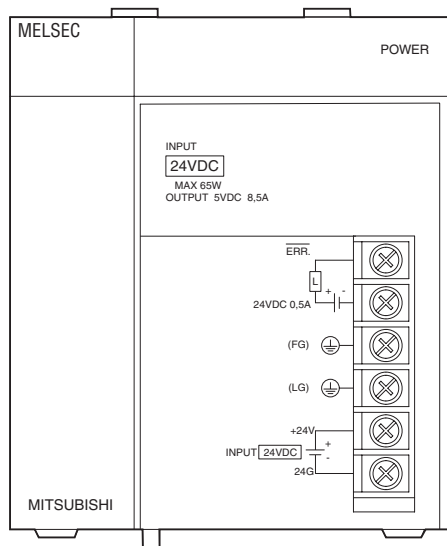 MELSEC
POWER
INPUT
24VDC
MAX 65W
OUTPUT 5VDC 8,5A
ERR.
L
+ -
24VDC 0,5A
(FG)
(LG)
+24V
+
INPUT 24VDC
-
24G
MITSUBISHI